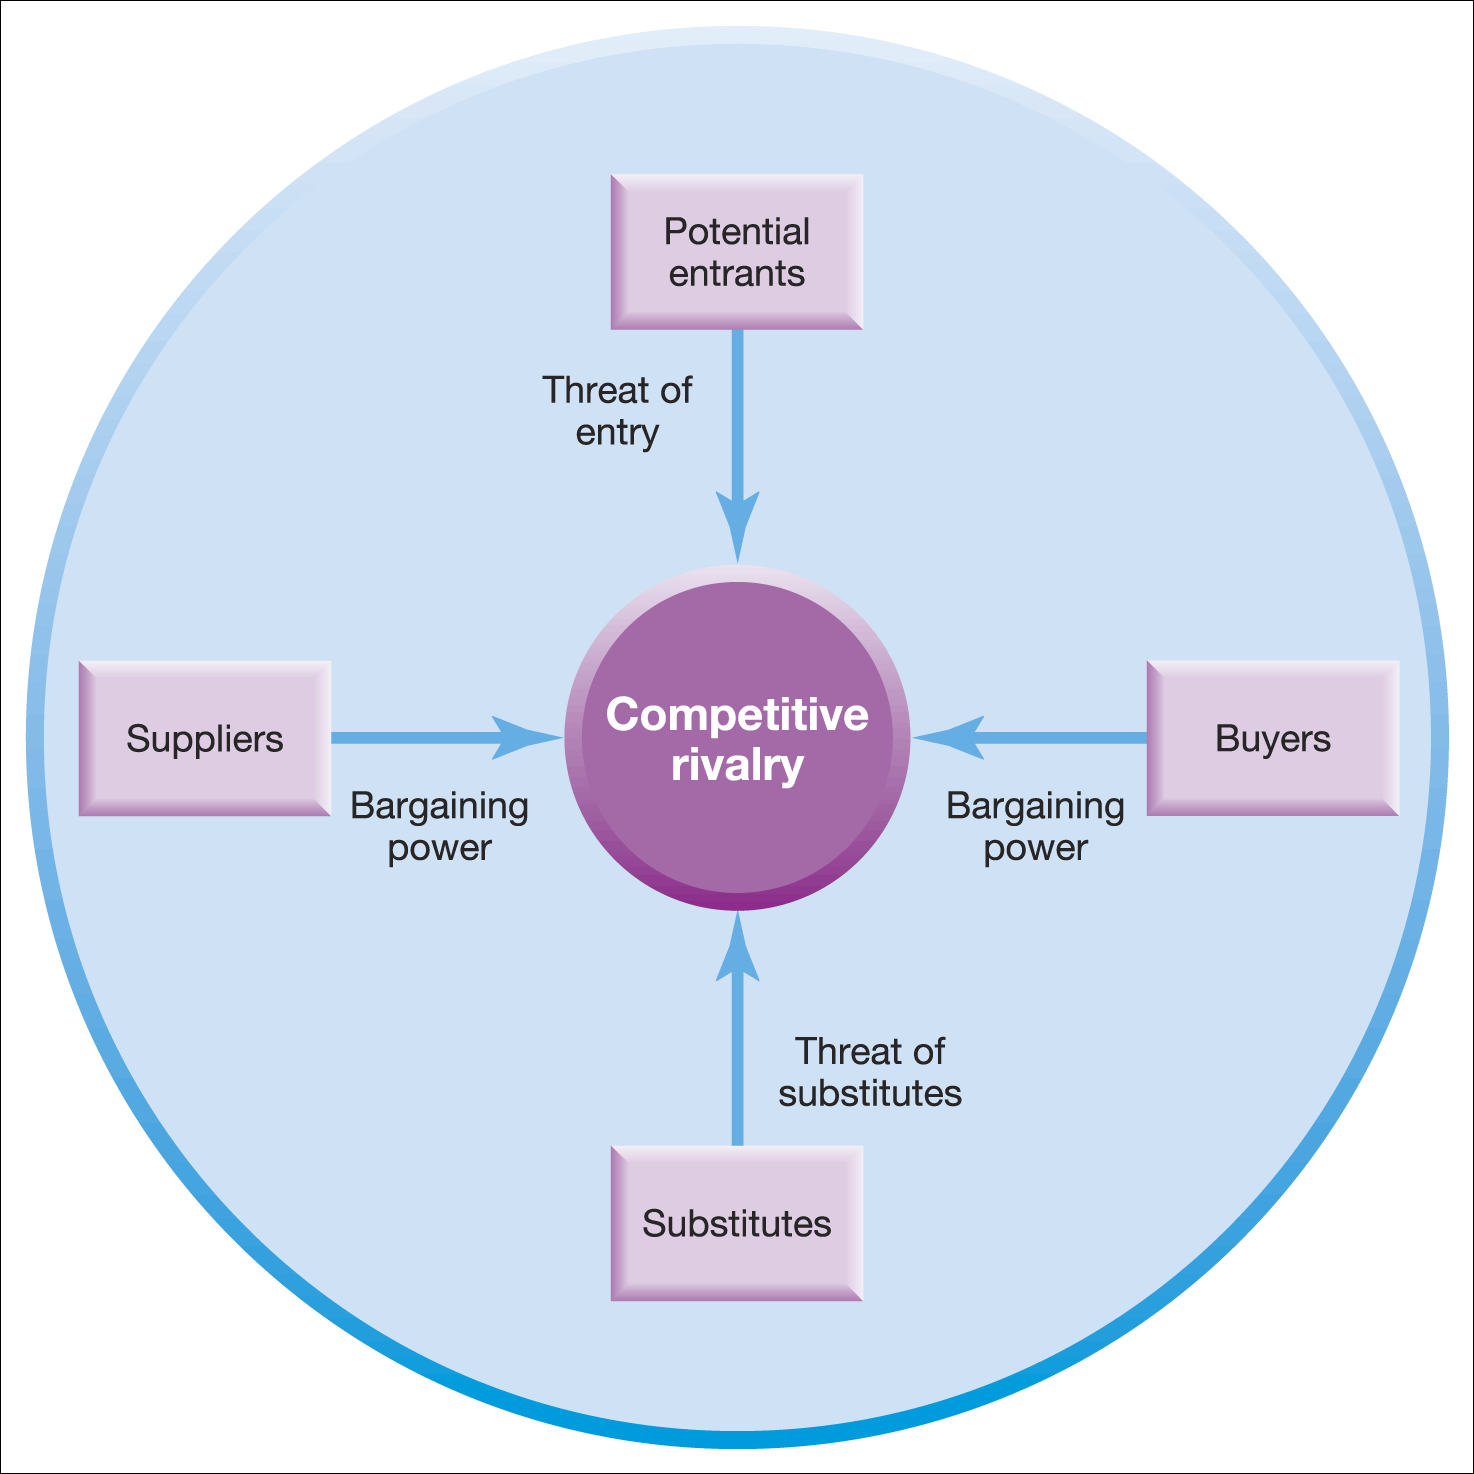 Potential
entrants
Threat of
entry
Suppliers
Bargaining
power
Competitive
rivalry
Buyers
Bargaining
power
Threat of
substitutes
Substitutes